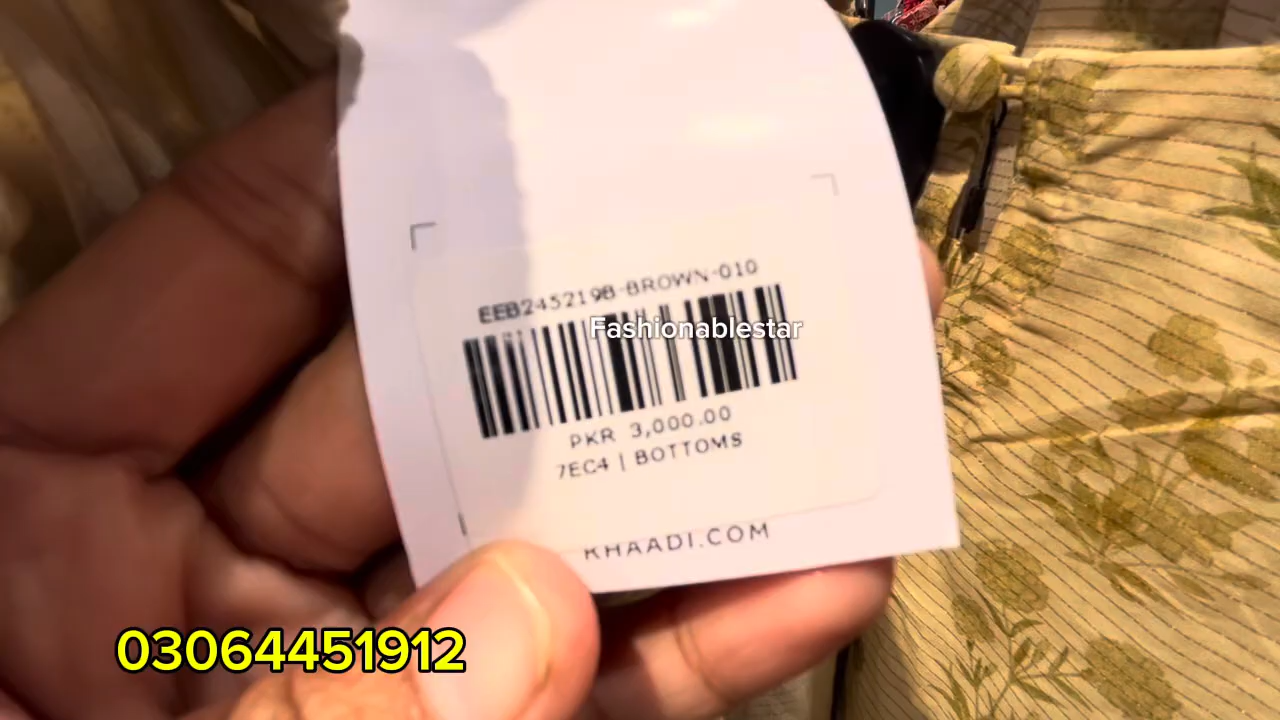 EEB245219B-BROWN-010
Fashionablestar
PKR 3,000.00
7EC4 | BOTTOMS
KHAADI.COM
03064451912